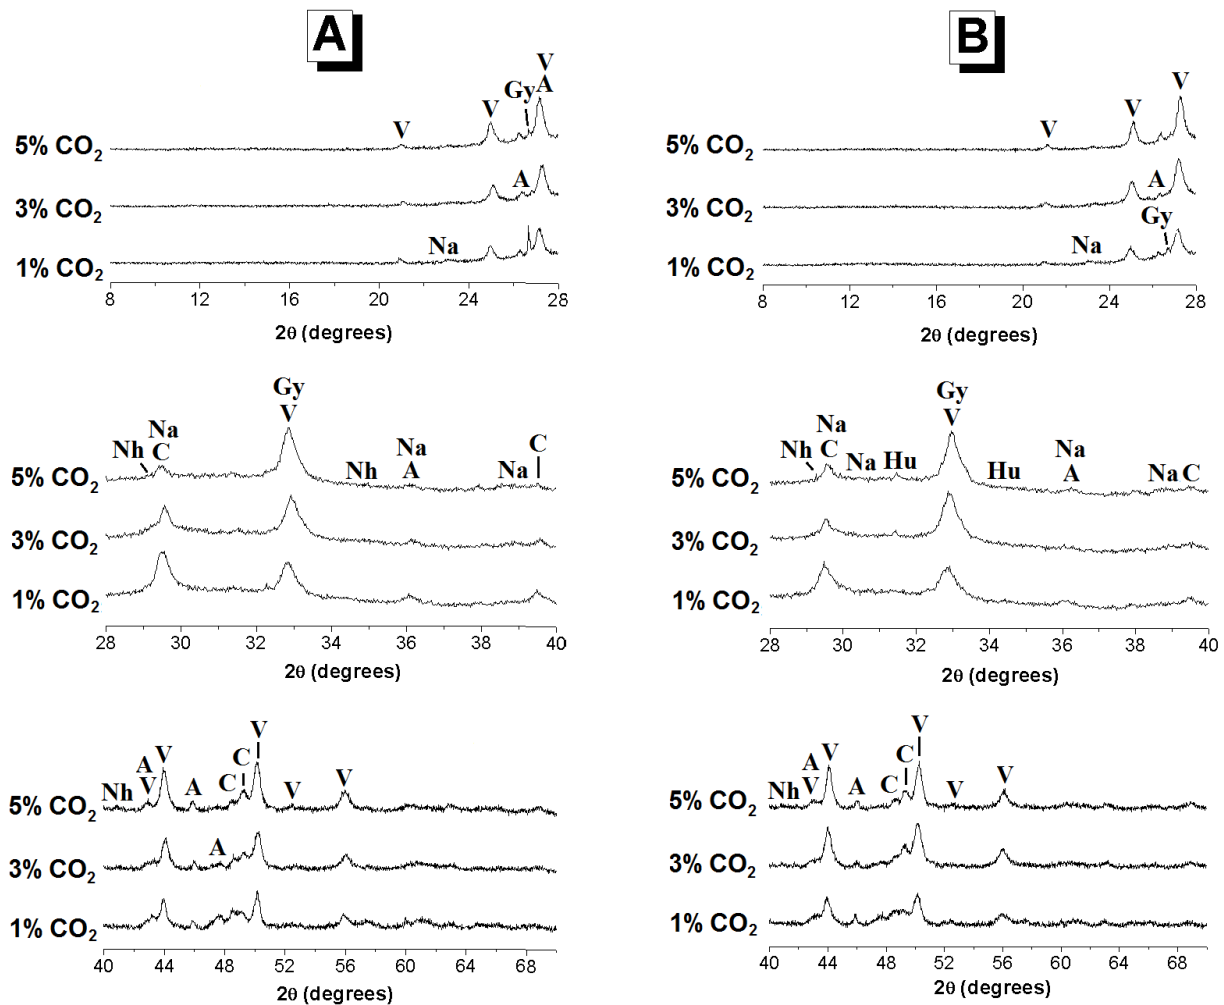 A
V
Gy A
V
V
5% CO2
A
3% CO2
Na
1% CO2
8 12 16 20 24 28
2θ (degrees)
B
V
V
V
5% CO2
A
3% CO2
Gy
Na
1% CO2
8 12 16 20 24 28
2θ (degrees)
Gy
V
Na
Nh C
Na
C
Nh A Na
5% CO2
3% CO2
1% CO2
28 30 32 34 36 38 40
2θ (degrees)
Gy
Na V
Nh C Na
Na Hu Hu A Na C
5% CO2
3% CO2
1% CO2
28 30 32 34 36 38 40
2θ (degrees)
V
A V C
Nh V A C V V
5% CO2
A
3% CO2
1% CO2
40 44 48 52 56 60 64 68
2θ (degrees)
V
A V C
Nh V A C V V
5% CO2
3% CO2
1% CO2
40 44 48 52 56 60 64 68
2θ (degrees)